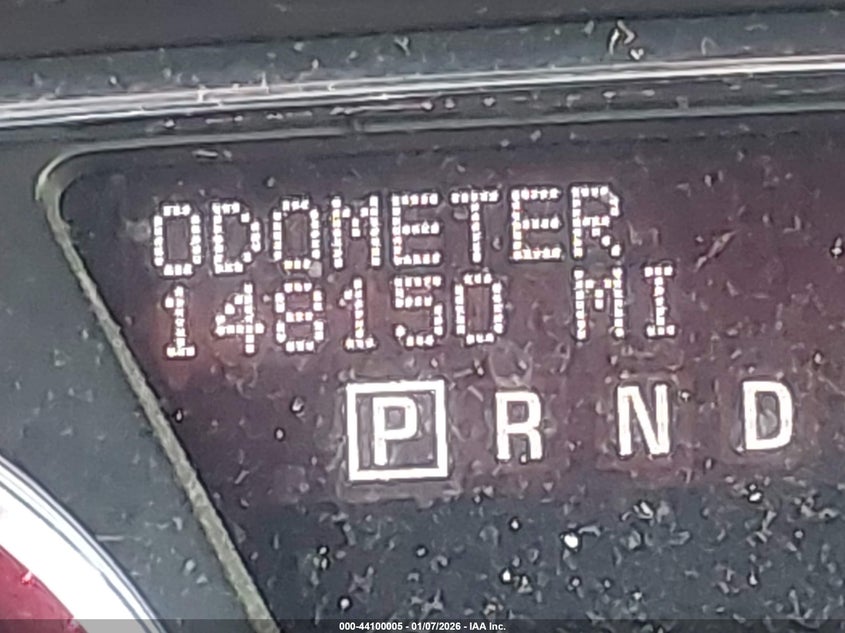 ODOMETER
148150 MI
P R N D
000-44100005 - 01/07/2026 - IAA Inc.